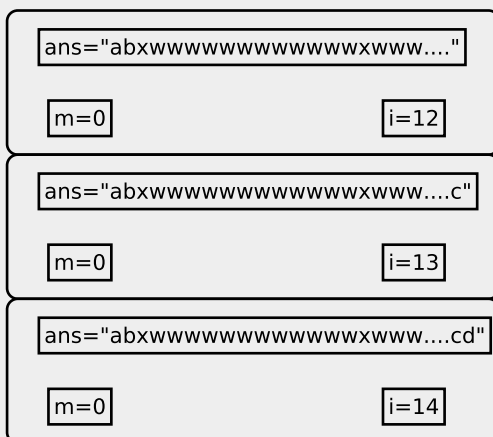 ans="abxwwwwwwwwwwwwxwww...."
m=0 i=12
ans="abxwwwwwwwwwwwwxwww....c"
m=0 i=13
ans="abxwwwwwwwwwwwwxwww....cd"
m=0 i=14